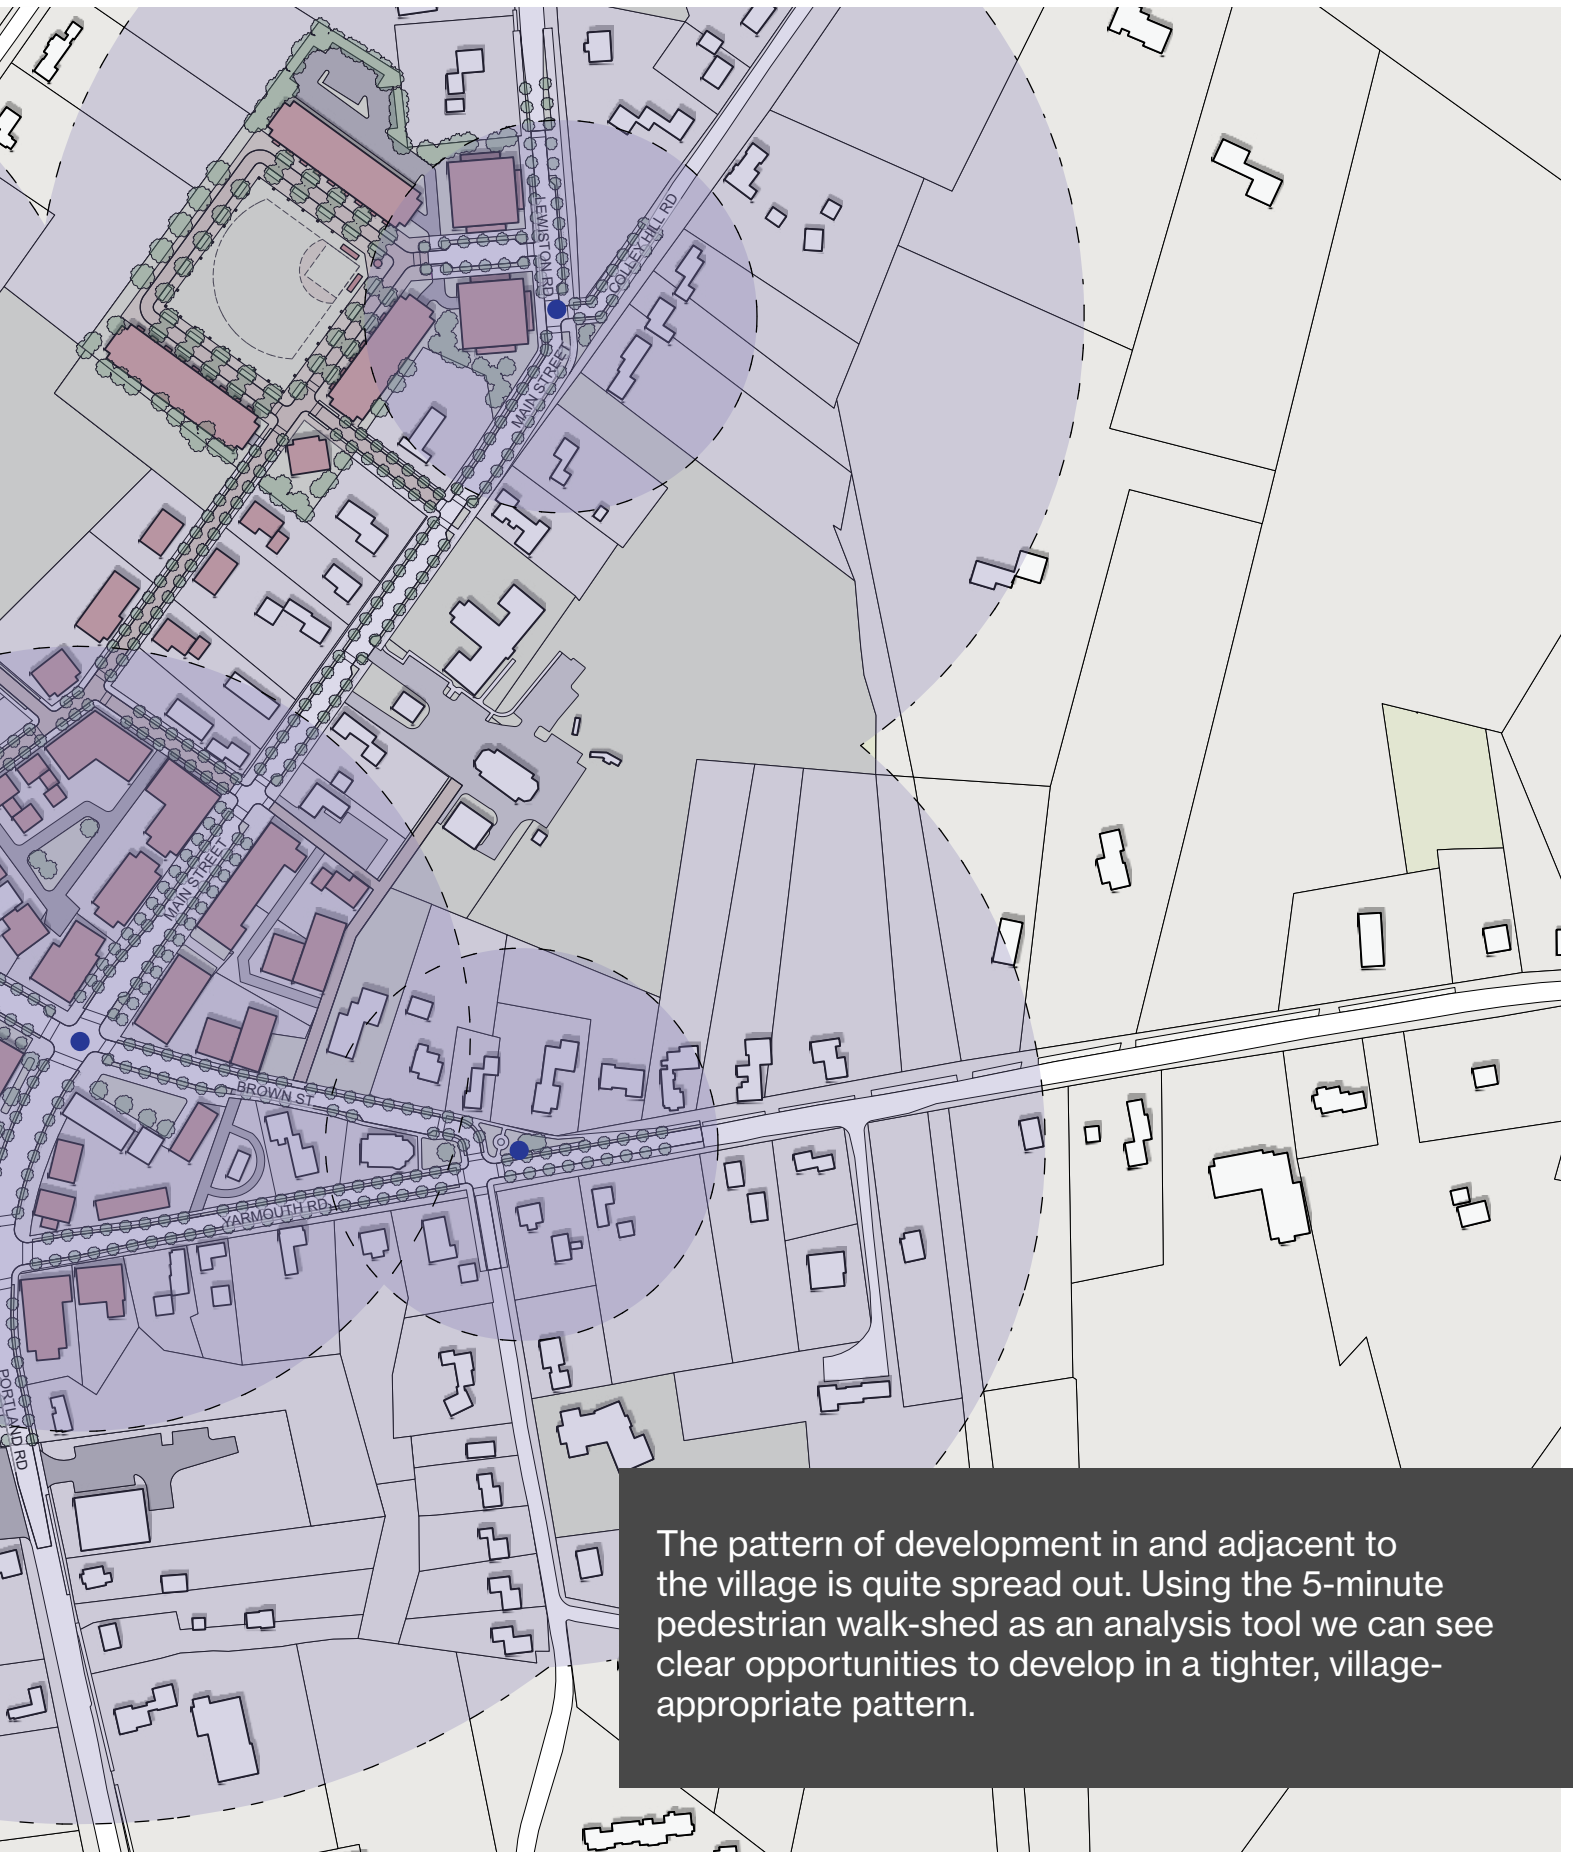 LEWISTON RD
COLLEY HILL RD
MAIN STREET
MAIN STREET
BROWN ST
YARMOUTH RD
PORTLAND RD
The pattern of development in and adjacent to
the village is quite spread out. Using the 5-minute
pedestrian walk-shed as an analysis tool we can see
clear opportunities to develop in a tighter, village-
appropriate pattern.